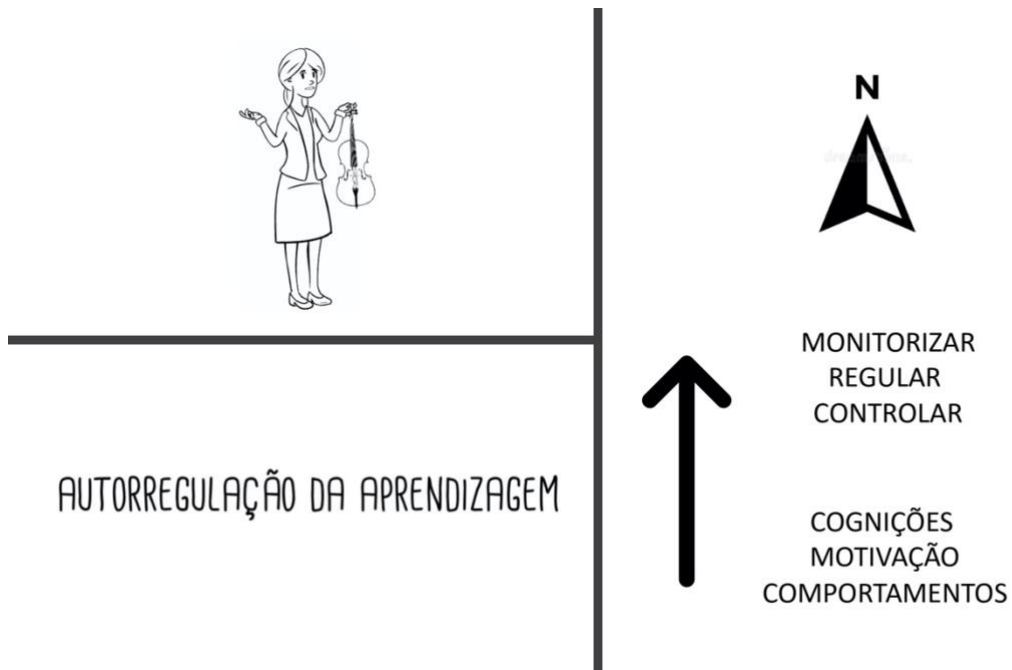 AUTORREGULAÇÃO DA APRENDIZAGEM
N
MONITORIZAR
REGULAR
CONTROLAR
COGNIÇÕES
MOTIVAÇÃO
COMPORTAMENTOS